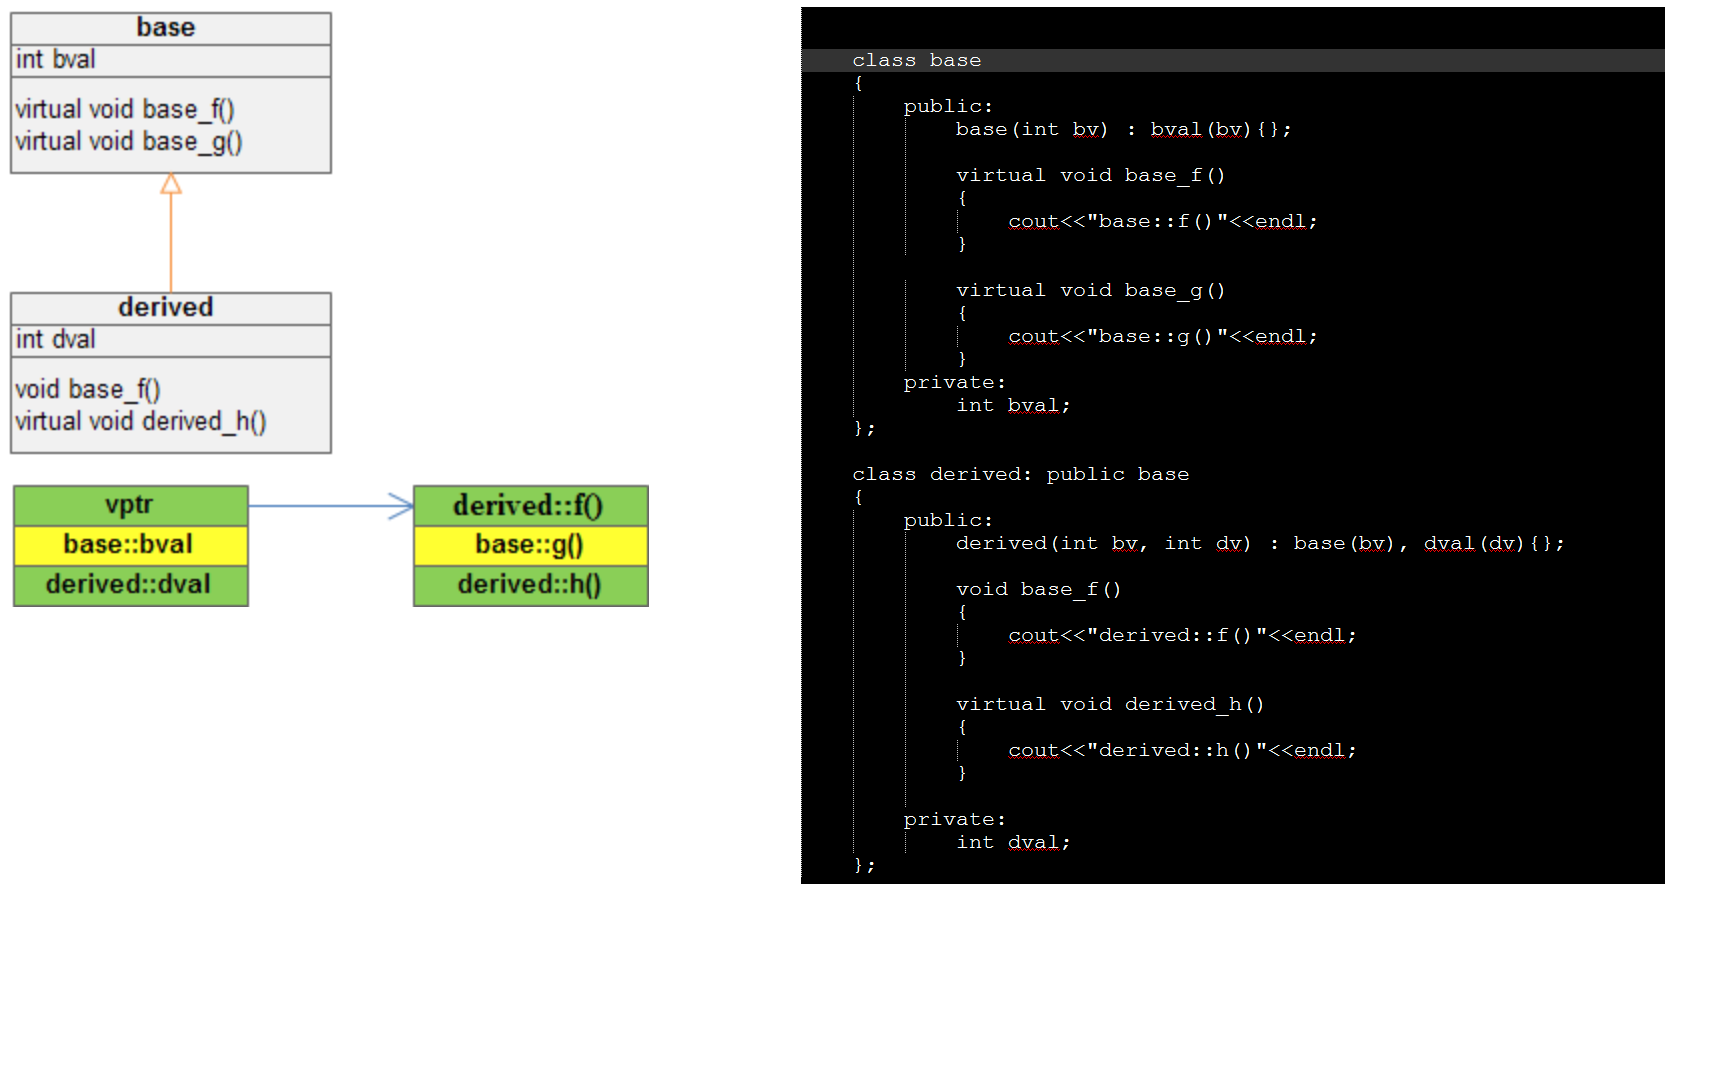 base
int bval
virtual void base_f()
virtual void base_g()
derived
int dval
void base_f()
virtual void derived_h()
vptr
base::bval
derived::dval
derived::f()
base::g()
derived::h()
class base
{
public:
base(int bv) : bval(bv){};
virtual void base_f()
{
cout<<"base::f()"<<endl;
}
virtual void base_g()
{
cout<<"base::g()"<<endl;
}
private:
int bval;
};
class derived: public base
{
public:
derived(int bv, int dv) : base(bv), dval(dv){};
void base_f()
{
cout<<"derived::f()"<<endl;
}
virtual void derived_h()
{
cout<<"derived::h()"<<endl;
}
private:
int dval;
};